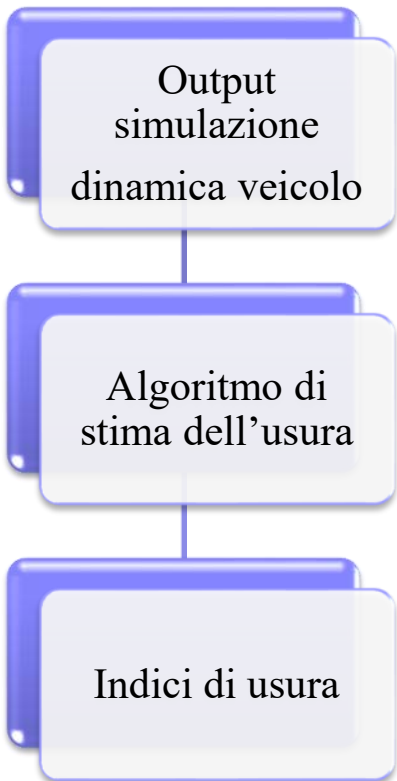 Output
simulazione
dinamica veicolo
Algoritmo di
stima dell’usura
Indici di usura